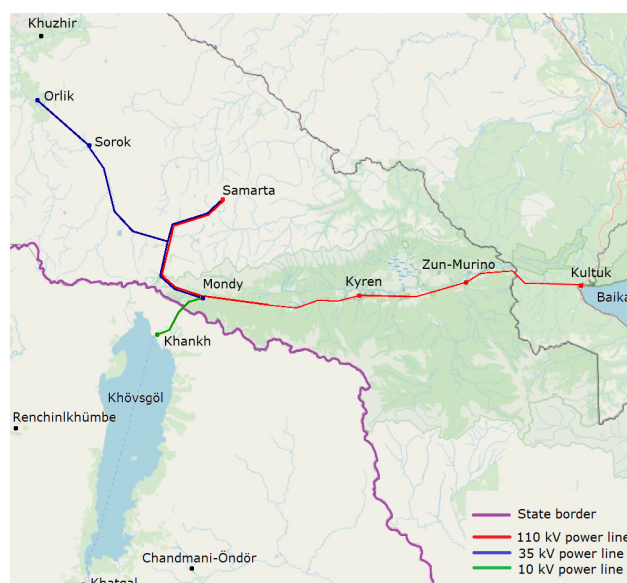 Khuzhir
Orlik
Sorok
Samarta
Mondy
Kyren
Zun-Murino
Kultuk
Baika
Khankh
Khövsgöl
Renchinlkhümbe
Chandmani-Öndör
Khatgal
State border
110 kV power line
35 kV power line
10 kV power line